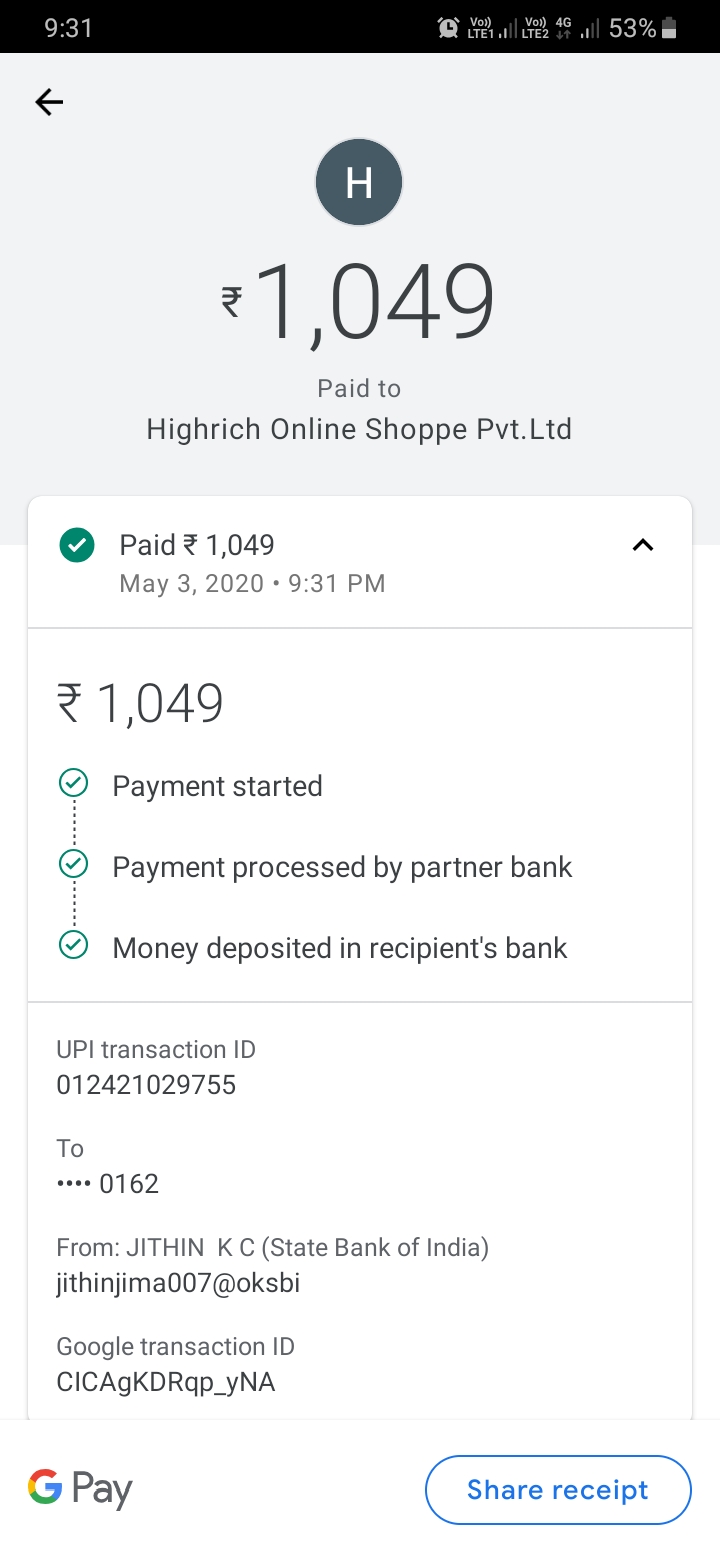 9:31
Vo)) LTE1 Vo)) LTE2 4G 53%
H
₹1,049
Paid to
Highrich Online Shoppe Pvt.Ltd
Paid ₹ 1,049
May 3, 2020 • 9:31 PM
₹ 1,049
Payment started
Payment processed by partner bank
Money deposited in recipient's bank
UPI transaction ID
012421029755
To
•••• 0162
From: JITHIN  K C (State Bank of India)
jithinjima007@oksbi
Google transaction ID
CICAgKDRqp_yNA
G Pay
Share receipt